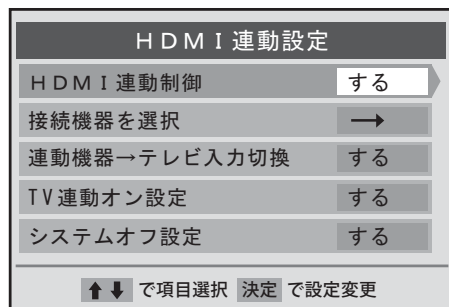 HDMI連動設定
HDMI連動制御 する
接続機器を選択 →
連動機器→テレビ入力切換 する
TV連動オン設定 する
システムオフ設定 する
↑↓ で項目選択 決定 で設定変更